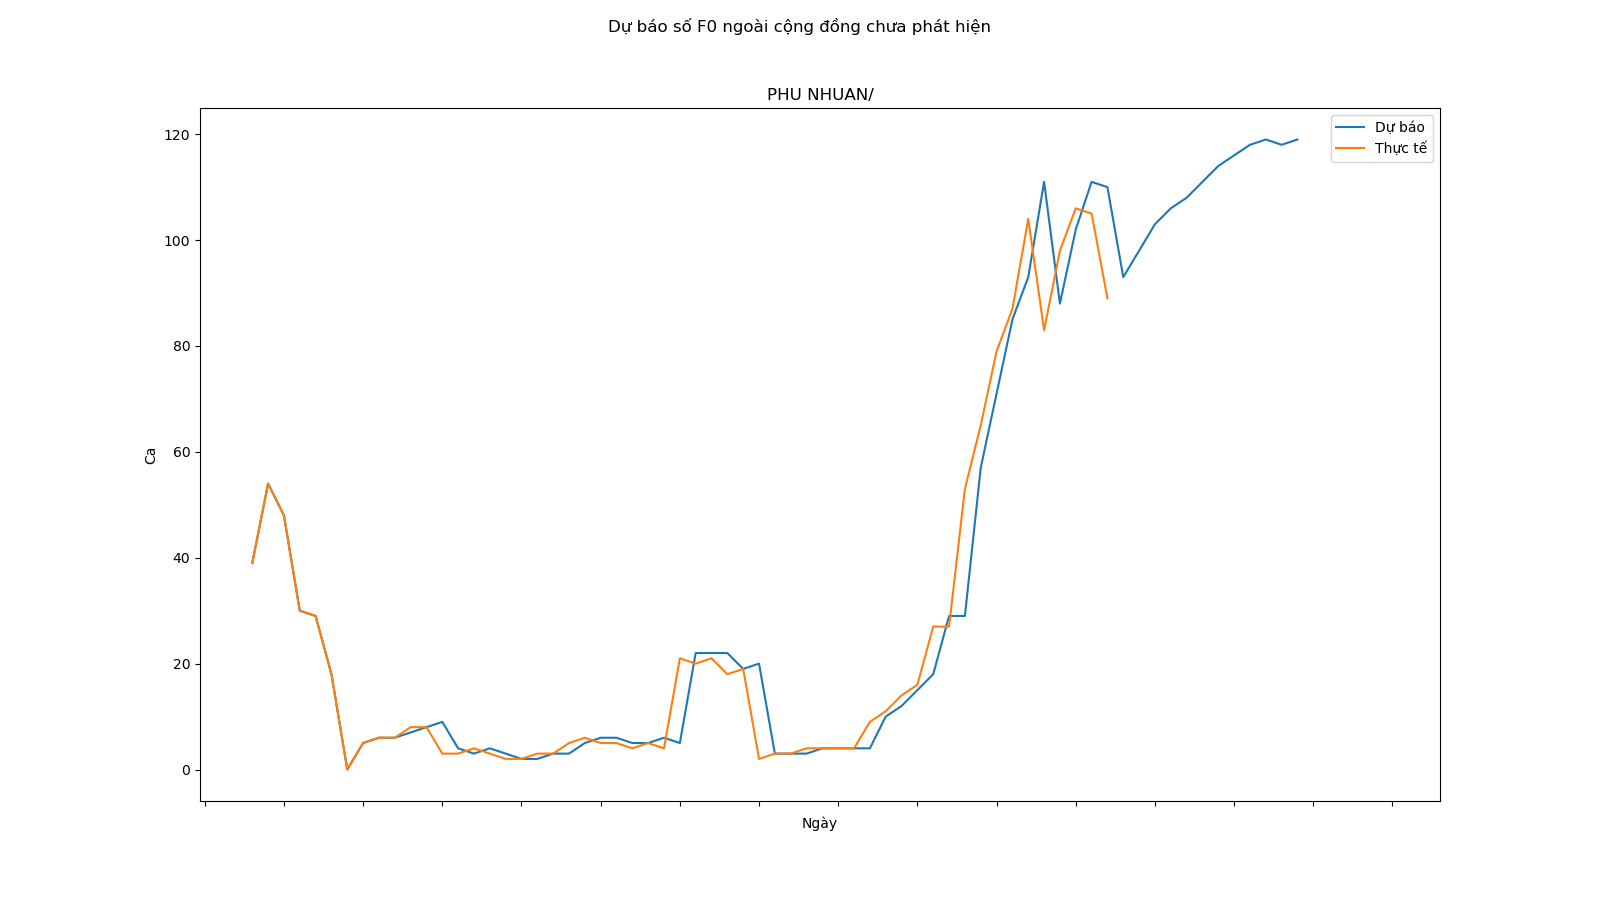 Dự báo số F0 ngoài cộng đồng chưa phát hiện
PHU NHUAN/
Dự báo
Thực tế
120
100
80
60
40
20
0
Ca
Ngày